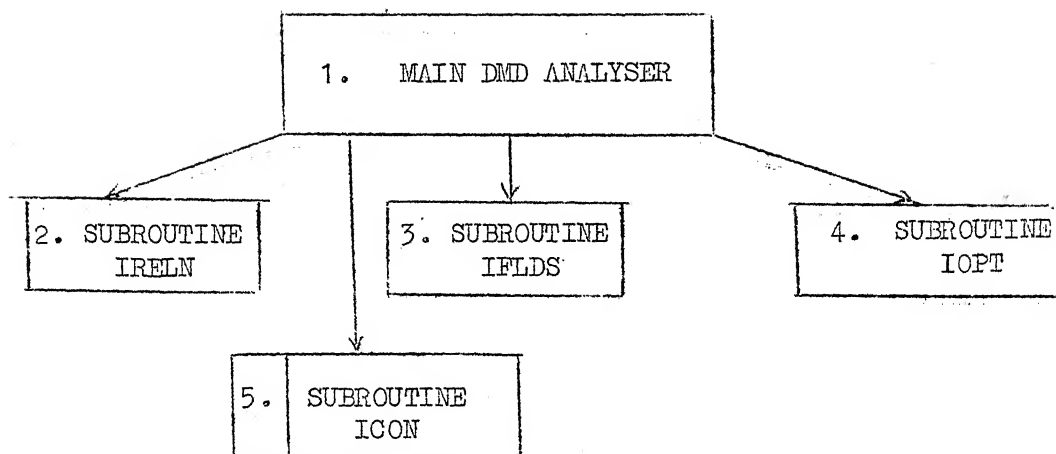 1. MAIN DMD ANALYSER
2. SUBROUTINE
IRELN
3. SUBROUTINE
IFLDS
4. SUBROUTINE
IOPT
5. SUBROUTINE
ICON